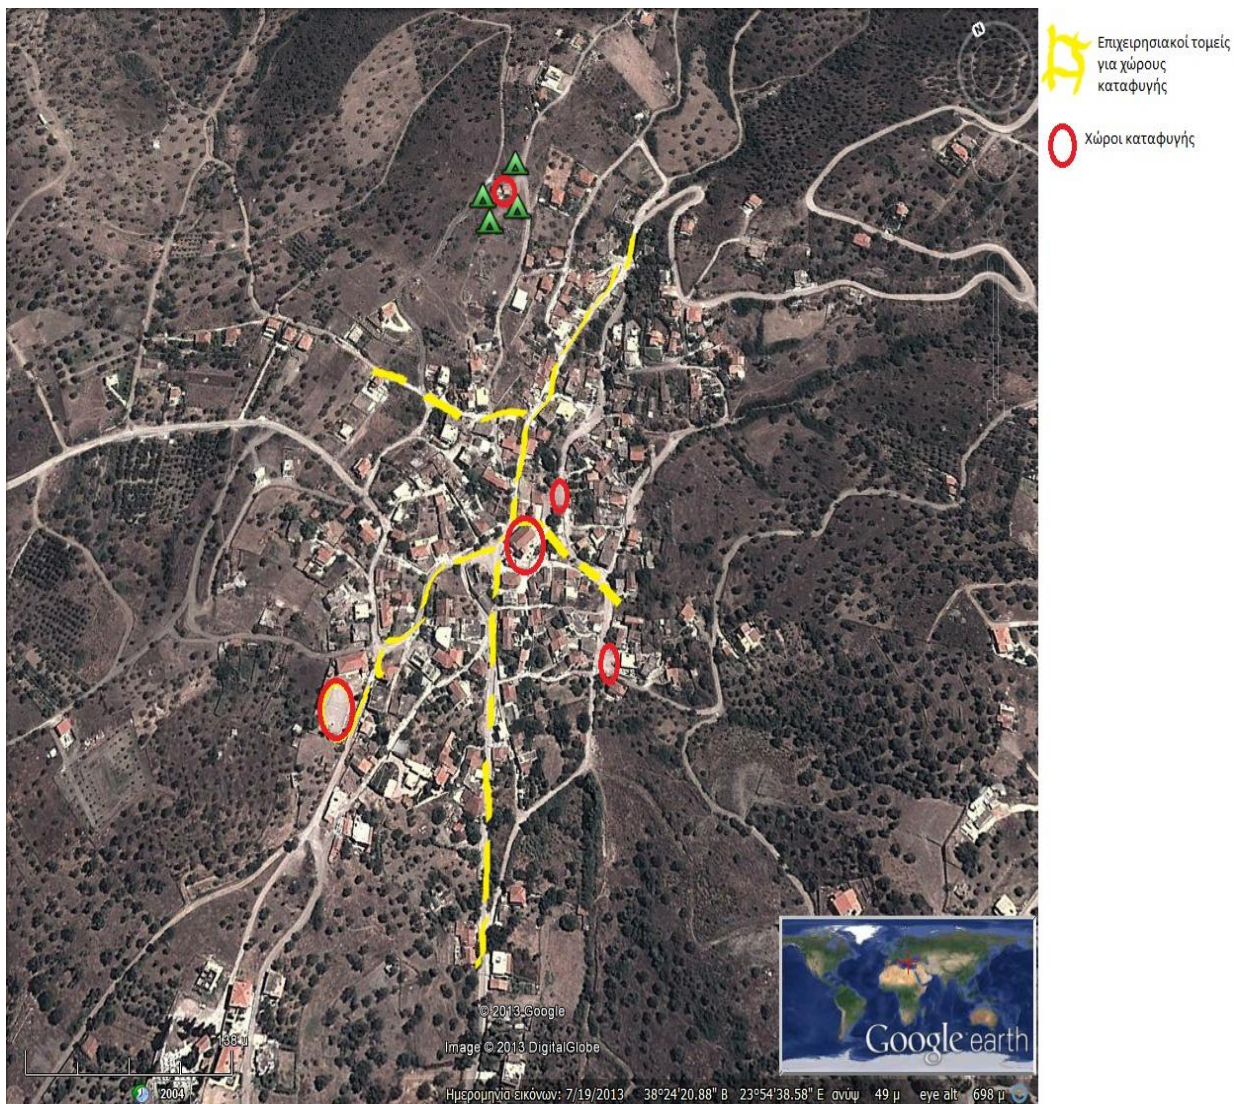 N
Επιχειρησιακοί τομείς
για χώρους
καταφυγής
Χώροι καταφυγής
© 2013 Google
138 μ
Image © 2013 DigitalGlobe
Google earth
2004
Ημερομηνία εικόνων: 7/19/2013 38°24'20.88" Β 23°54'38.58" Ε ανύψ 49 μ eye alt 698 μ